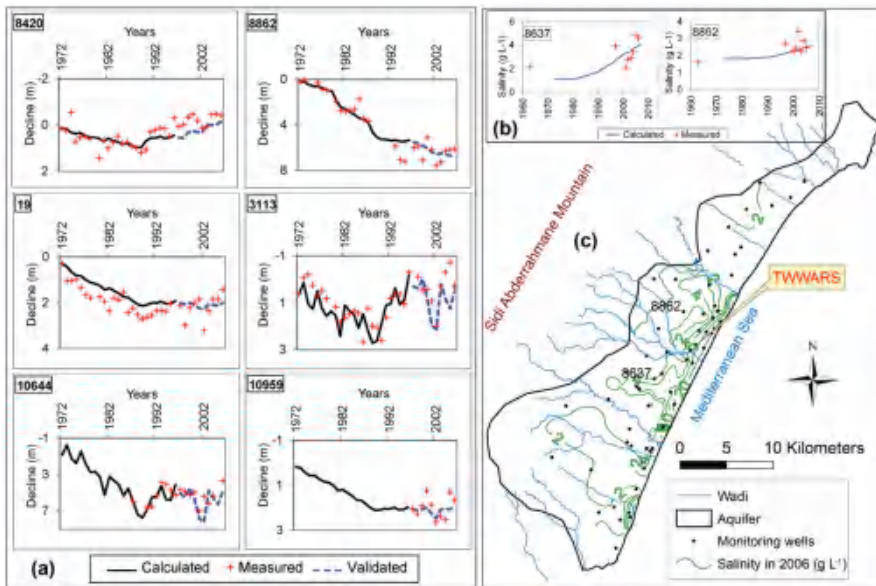 8420
Years
1972
1982
1992
2002
Decline (m)
-2
0
2
8862
Years
1972
1982
1992
2002
Decline (m)
0
4
8
19
Years
1972
1982
1992
2002
Decline (m)
0
2
4
3113
Years
1972
1982
1992
2002
Decline (m)
-1
1
3
10644
Years
1972
1982
1992
2002
Decline (m)
-1
3
7
10959
Years
1972
1982
1992
2002
Decline (m)
-1
1
3
(a)
Calculated
Measured
Validated
8637
Salinity (g L-1)
6
4
2
0
1960
1970
1980
1990
2000
2010
8862
Salinity (g L-1)
4
2
0
1960
1970
1980
1990
2000
2010
(b)
Calculated
Measured
(c)
Sidi Abderrahmane Mountain
TWWARS
8862
8637
Mediterranean Sea
N
0 5 10 Kilometers
Wadi
Aquifer
Monitoring wells
Salinity in 2006 (g L-1)